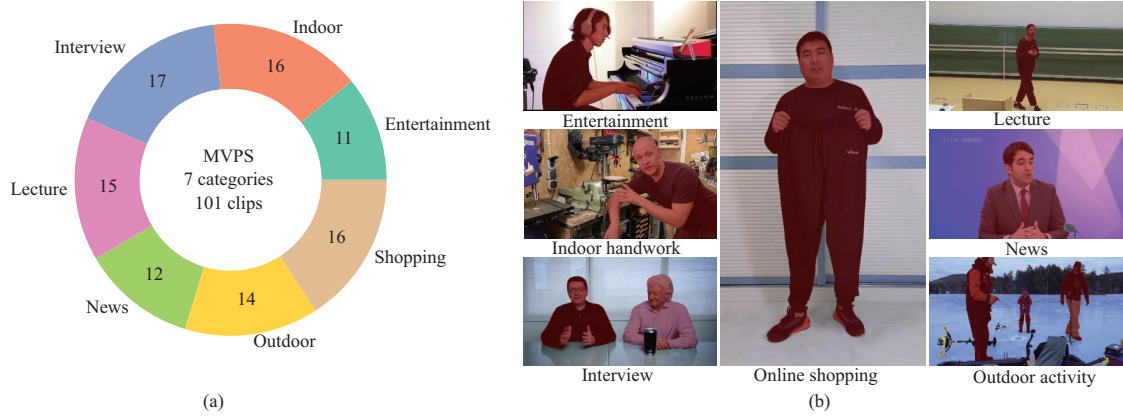 Indoor
Interview
16
17
Entertainment
11
MVPS
7 categories
101 clips
Lecture
15
16
Shopping
12
14
News
Outdoor
(a)
Entertainment
Indoor handwork
Interview
Online shopping
Lecture
News
Outdoor activity
(b)